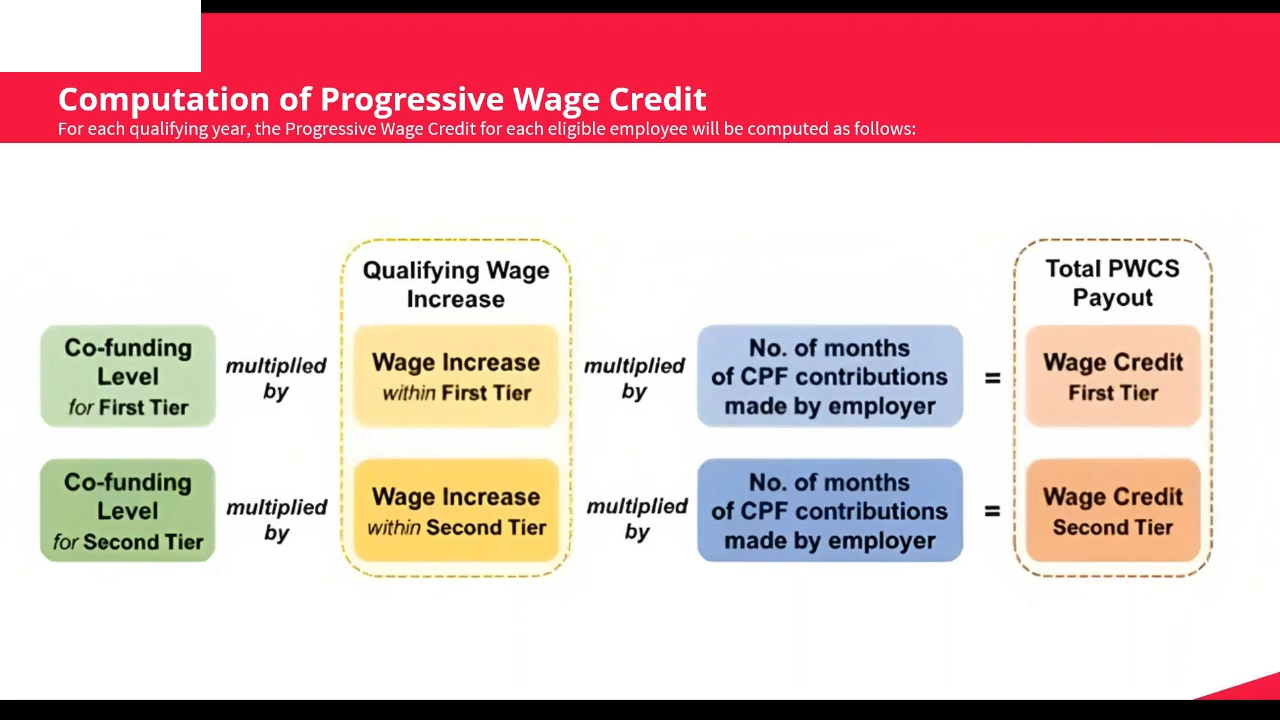 Computation of Progressive Wage Credit
For each qualifying year, the Progressive Wage Credit for each eligible employee will be computed as follows:
Qualifying Wage
Increase
Total PWCS
Payout
Co-funding
Level
for First Tier
multiplied
by
Wage Increase
within First Tier
multiplied
by
No. of months
of CPF contributions
made by employer
=
Wage Credit
First Tier
Co-funding
Level
for Second Tier
multiplied
by
Wage Increase
within Second Tier
multiplied
by
No. of months
of CPF contributions
made by employer
=
Wage Credit
Second Tier